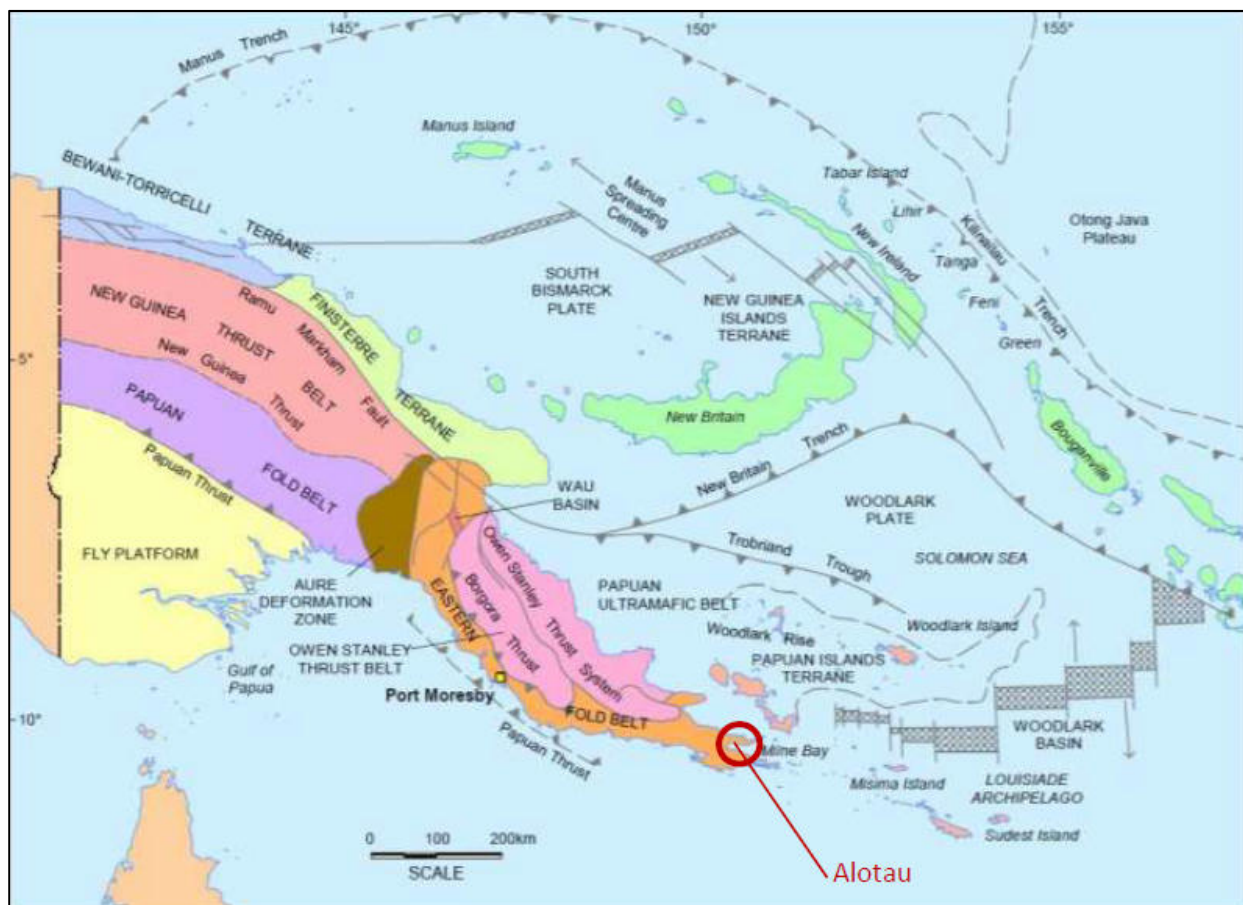 145°
150°
155°
Manus Trench
Manus Island
BEWANI-TORRICELLI
TERRANE
Manus
Spreading
Centre
Tabar Island
Lihir
Kilinailau
Trench
Otong Java
Plateau
New Ireland
Tanga
Feni
Green
SOUTH
BISMARCK
PLATE
NEW GUINEA
ISLANDS
TERRANE
NEW GUINEA
THRUST
BELT
Ramu Markham Fault
FINISTERRE
TERRANE
-5°
New Guinea Thrust
PAPUAN
FOLD BELT
Papuan Thrust
New Britain
Bouganville
New Britain Trench
WAU
BASIN
WOODLARK
PLATE
SOLOMON SEA
FLY PLATFORM
AURE
DEFORMATION
ZONE
EASTERN
FOLD BELT
Owen Stanley Thrust System
Borgora Thrust
Trobriand Trough
PAPUAN
ULTRAMAFIC BELT
OWEN STANLEY
THRUST BELT
Woodlark Rise
Woodlark Island
PAPUAN ISLANDS
TERRANE
Gulf of
Papua
Port Moresby
-10°
Papuan Thrust
Milne Bay
WOODLARK
BASIN
Misima Island
LOUISIADE
ARCHIPELAGO
Sudest Island
0 100 200km
SCALE
Alotau